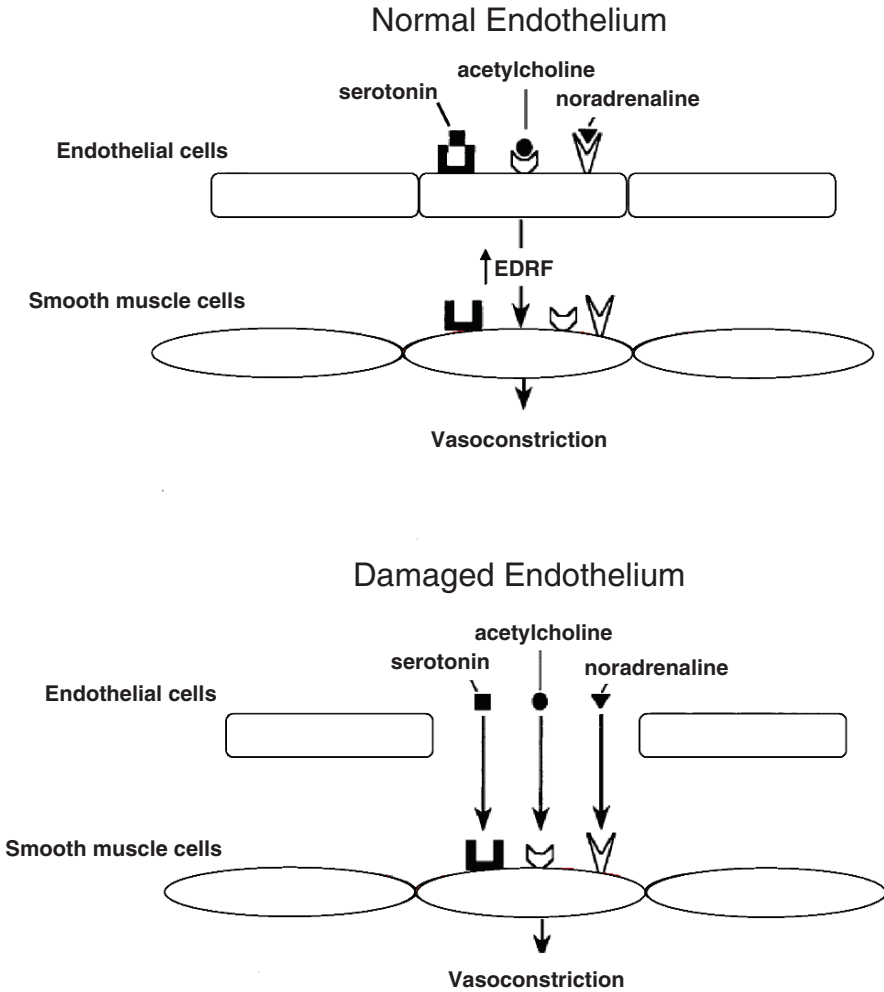 Normal Endothelium
acetylcholine
serotonin
noradrenaline
Endothelial cells
EDRF
Smooth muscle cells
Vasoconstriction
Damaged Endothelium
acetylcholine
serotonin
noradrenaline
Endothelial cells
Smooth muscle cells
Vasoconstriction